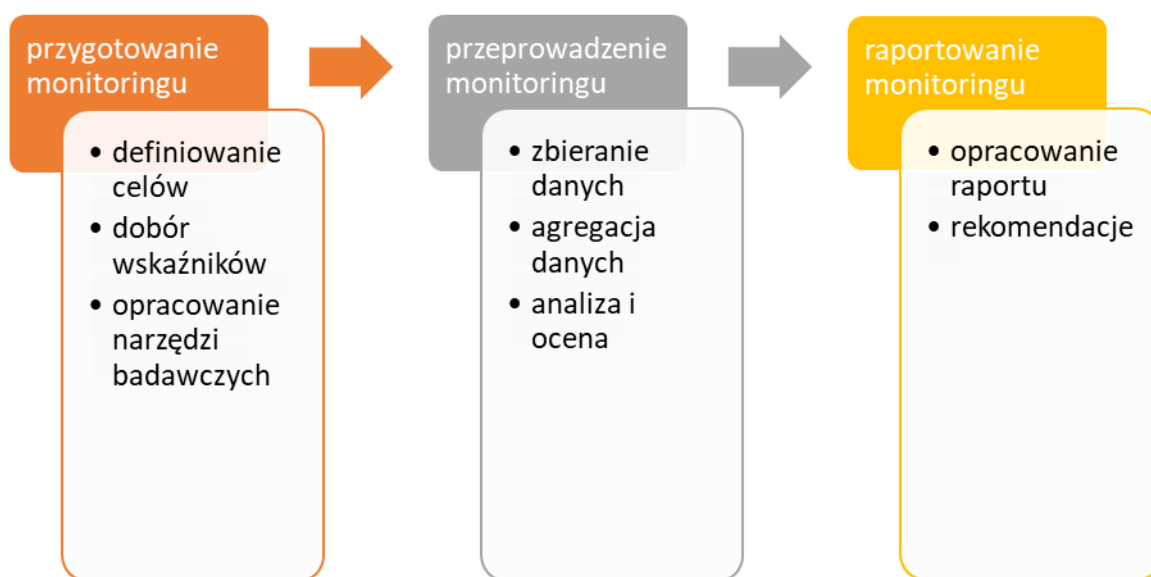 przygotowanie
monitoringu
• definiowanie
celów
• dobór
wskaźników
• opracowanie
narzędzi
badawczych
przeprowadzenie
monitoringu
• zbieranie
danych
• agregacja
danych
• analiza i
ocena
raportowanie
monitoringu
• opracowanie
raportu
• rekomendacje